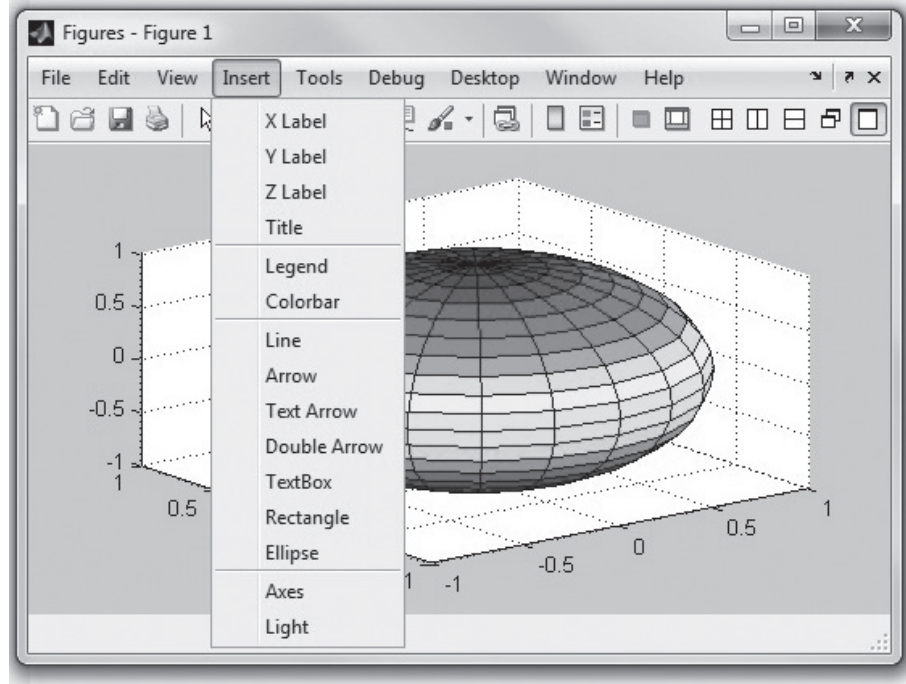 Figures - Figure 1
File Edit View Insert Tools Debug Desktop Window Help
X Label
Y Label
Z Label
Title
Legend
Colorbar
Line
Arrow
Text Arrow
Double Arrow
TextBox
Rectangle
Ellipse
Axes
Light
1
0.5
0
-0.5
-1
1
0.5
1
-1
-0.5
0
0.5
1